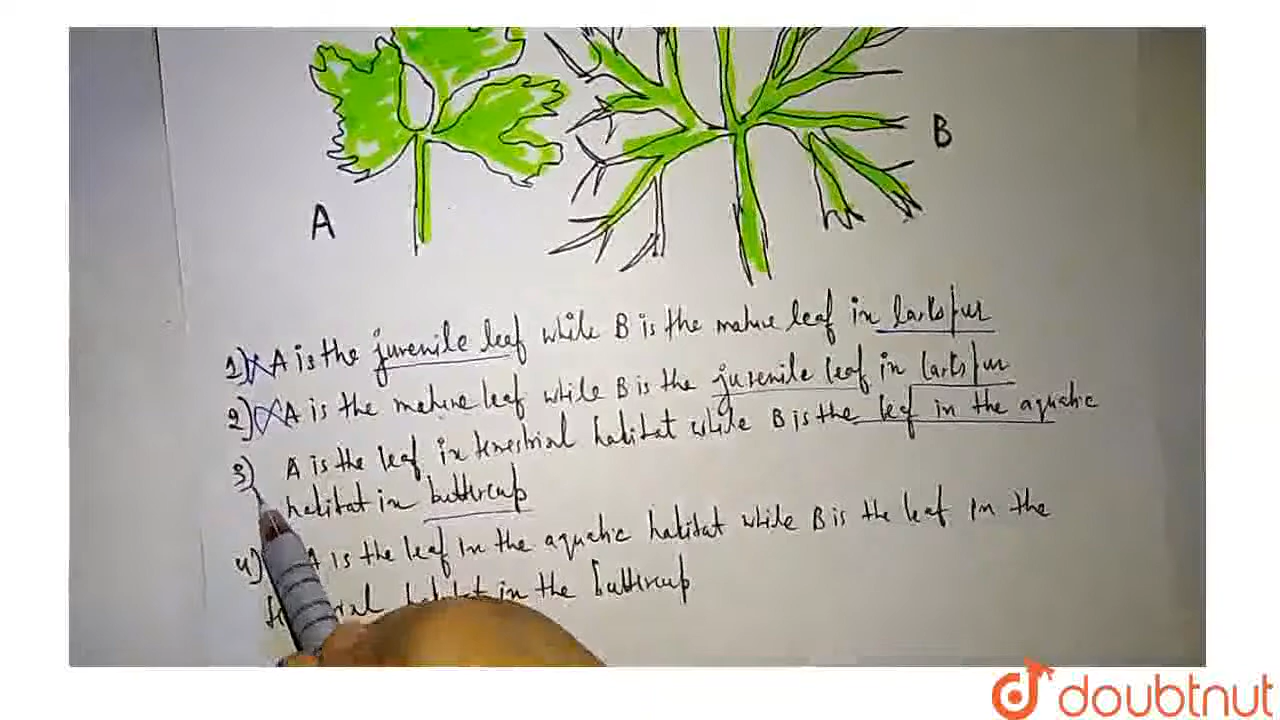 A
B
1) A is the juvenile leaf while B is the mature leaf in larkspur
2) A is the mature leaf while B is the juvenile leaf in larkspur
3) A is the leaf in terrestrial habitat while B is the leaf in the aquatic
habitat in buttercup
4) A is the leaf in the aquatic habitat while B is the leaf in the
habitat in the buttercup
doubtnut